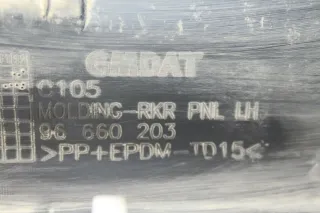 GMDAT
C105
MOLDING-RKR PNL LH
96 660 203
>PP+EPDM-TD15<